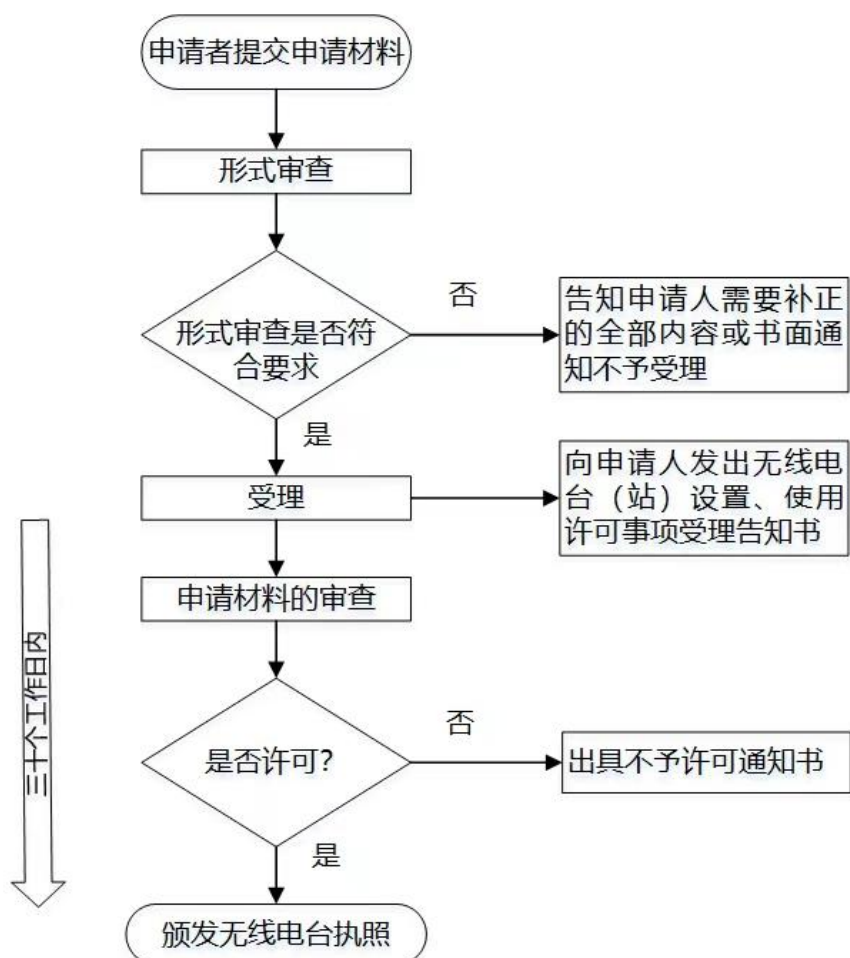 申请者提交申请材料
形式审查
形式审查是否符
合要求
否
告知申请人需要补正
的全部内容或书面通
知不予受理
是
受理
向申请人发出无线电
台（站）设置、使用
许可事项受理告知书
申请材料的审查
三十个工作日内
是否许可？
否
出具不予许可通知书
是
颁发无线电台执照